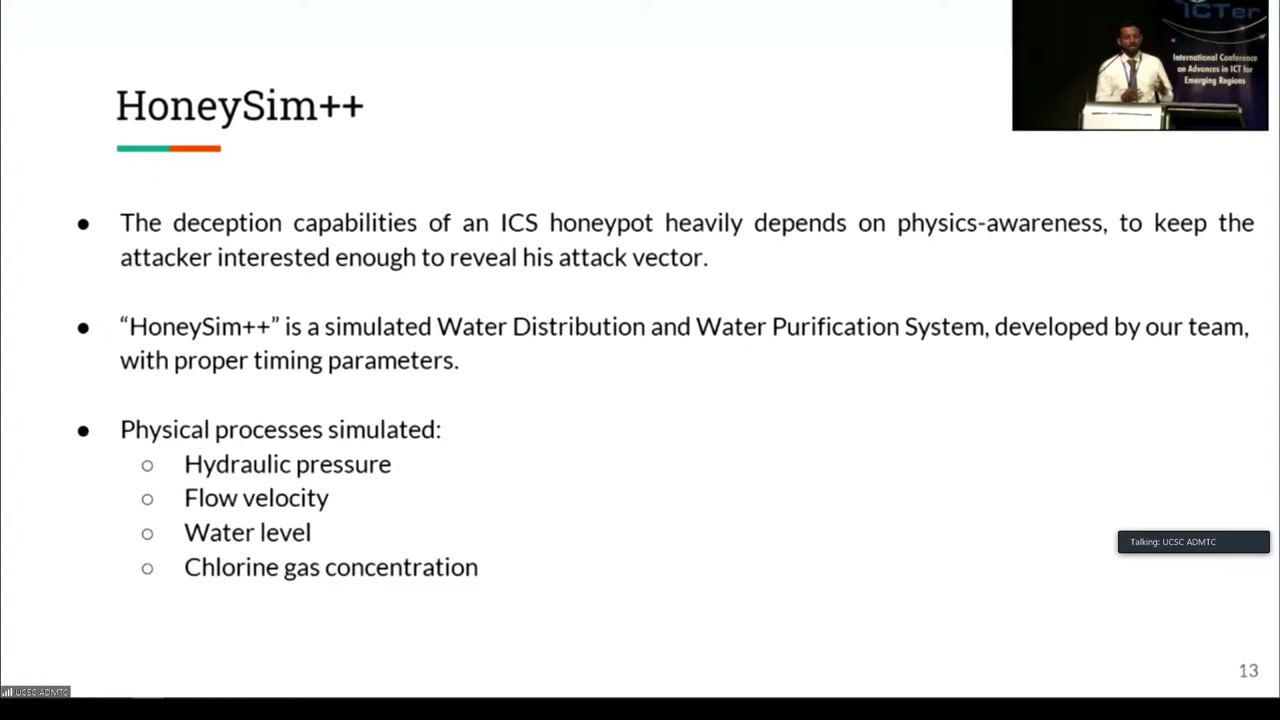 HoneySim++
ICTer
International Conference
on Advances in ICT for
Emerging Regions
● The deception capabilities of an ICS honeypot heavily depends on physics-awareness, to keep the
attacker interested enough to reveal his attack vector.
● “HoneySim++” is a simulated Water Distribution and Water Purification System, developed by our team,
with proper timing parameters.
● Physical processes simulated:
○ Hydraulic pressure
○ Flow velocity
○ Water level
○ Chlorine gas concentration
Talking: UCSC ADMTC
13
UCSC ADMTC